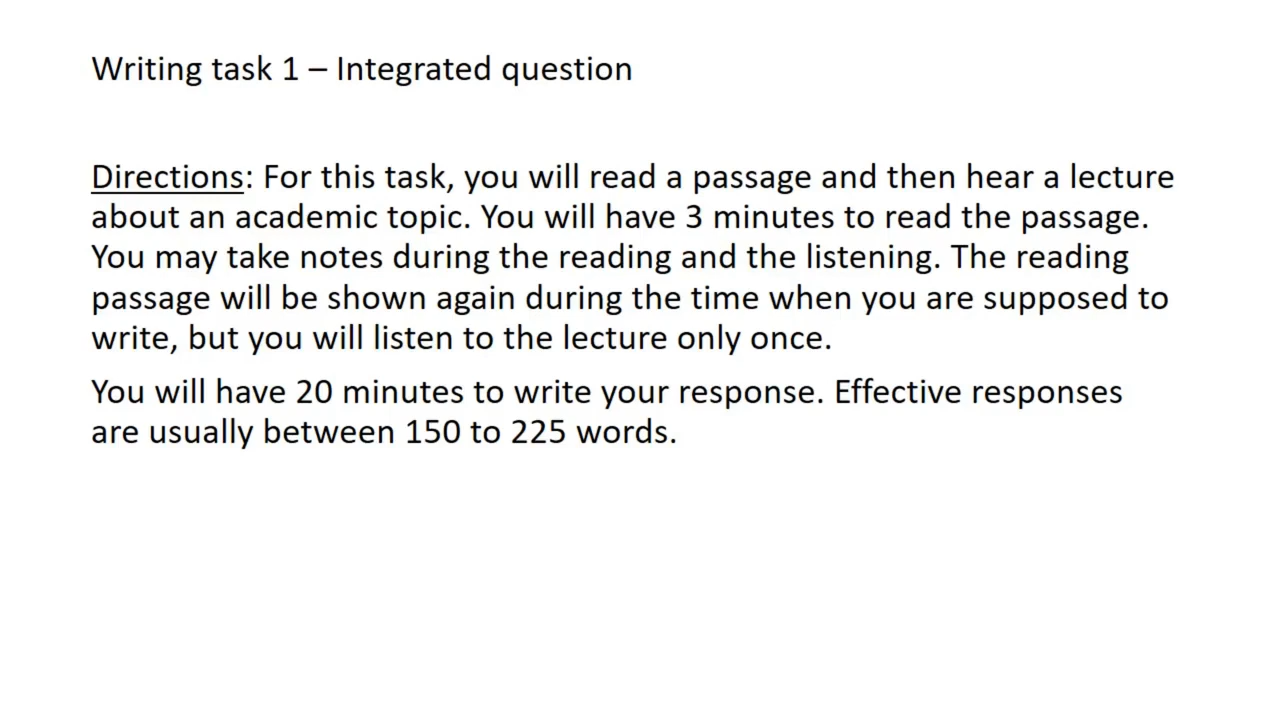 Writing task 1 – Integrated question
Directions: For this task, you will read a passage and then hear a lecture
about an academic topic. You will have 3 minutes to read the passage.
You may take notes during the reading and the listening. The reading
passage will be shown again during the time when you are supposed to
write, but you will listen to the lecture only once.
You will have 20 minutes to write your response. Effective responses
are usually between 150 to 225 words.